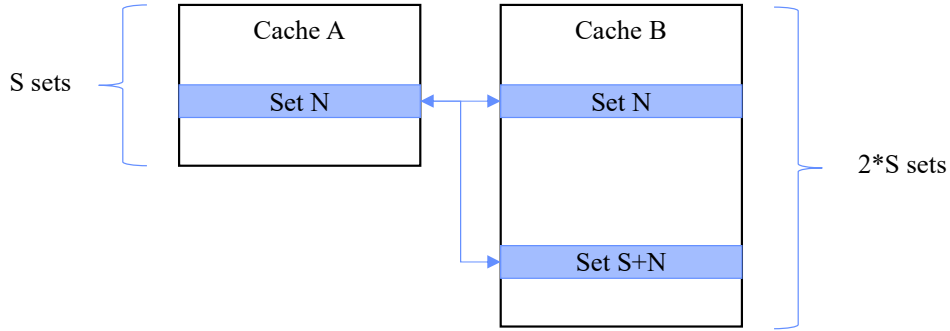 Cache A
Cache B
S sets
Set N
Set N
2*S sets
Set S+N